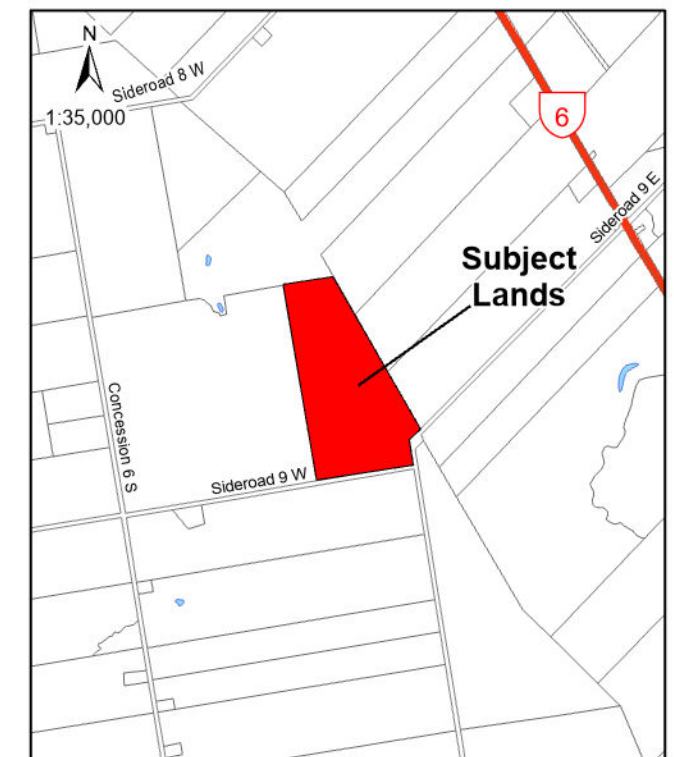 N
Sideroad 8 W
1:35,000
6
Sideroad 9 E
Subject
Lands
Concession 6 S
Sideroad 9 W